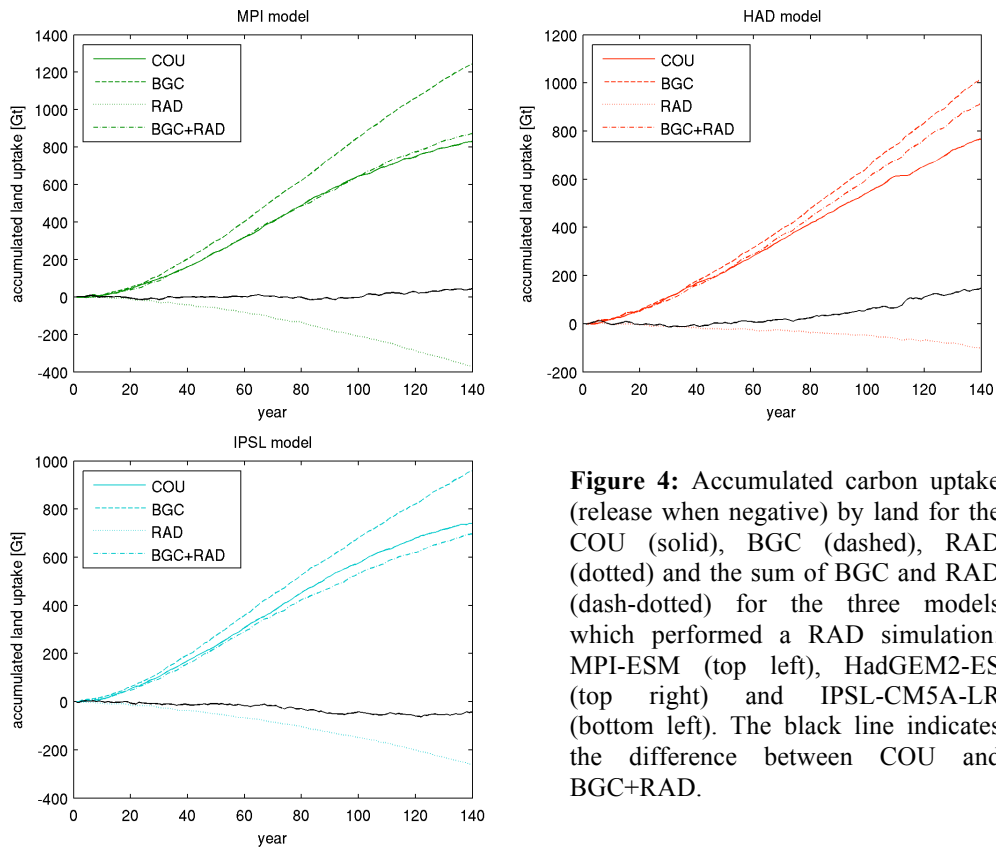 MPI model
1400
1200
1000
800
600
400
200
0
-200
-400
accumulated land uptake [Gt]
COU
BGC
RAD
BGC+RAD
0 20 40 60 80 100 120 140
year
HAD model
1200
1000
800
600
400
200
0
-200
accumulated land uptake [Gt]
COU
BGC
RAD
BGC+RAD
0 20 40 60 80 100 120 140
year
IPSL model
1000
800
600
400
200
0
-200
-400
accumulated land uptake [Gt]
COU
BGC
RAD
BGC+RAD
0 20 40 60 80 100 120 140
year
Figure 4: Accumulated carbon uptake
(release when negative) by land for the
COU (solid), BGC (dashed), RAD
(dotted) and the sum of BGC and RAD
(dash-dotted) for the three models
which performed a RAD simulation:
MPI-ESM (top left), HadGEM2-ES
(top right) and IPSL-CM5A-LR
(bottom left). The black line indicates
the difference between COU and
BGC+RAD.